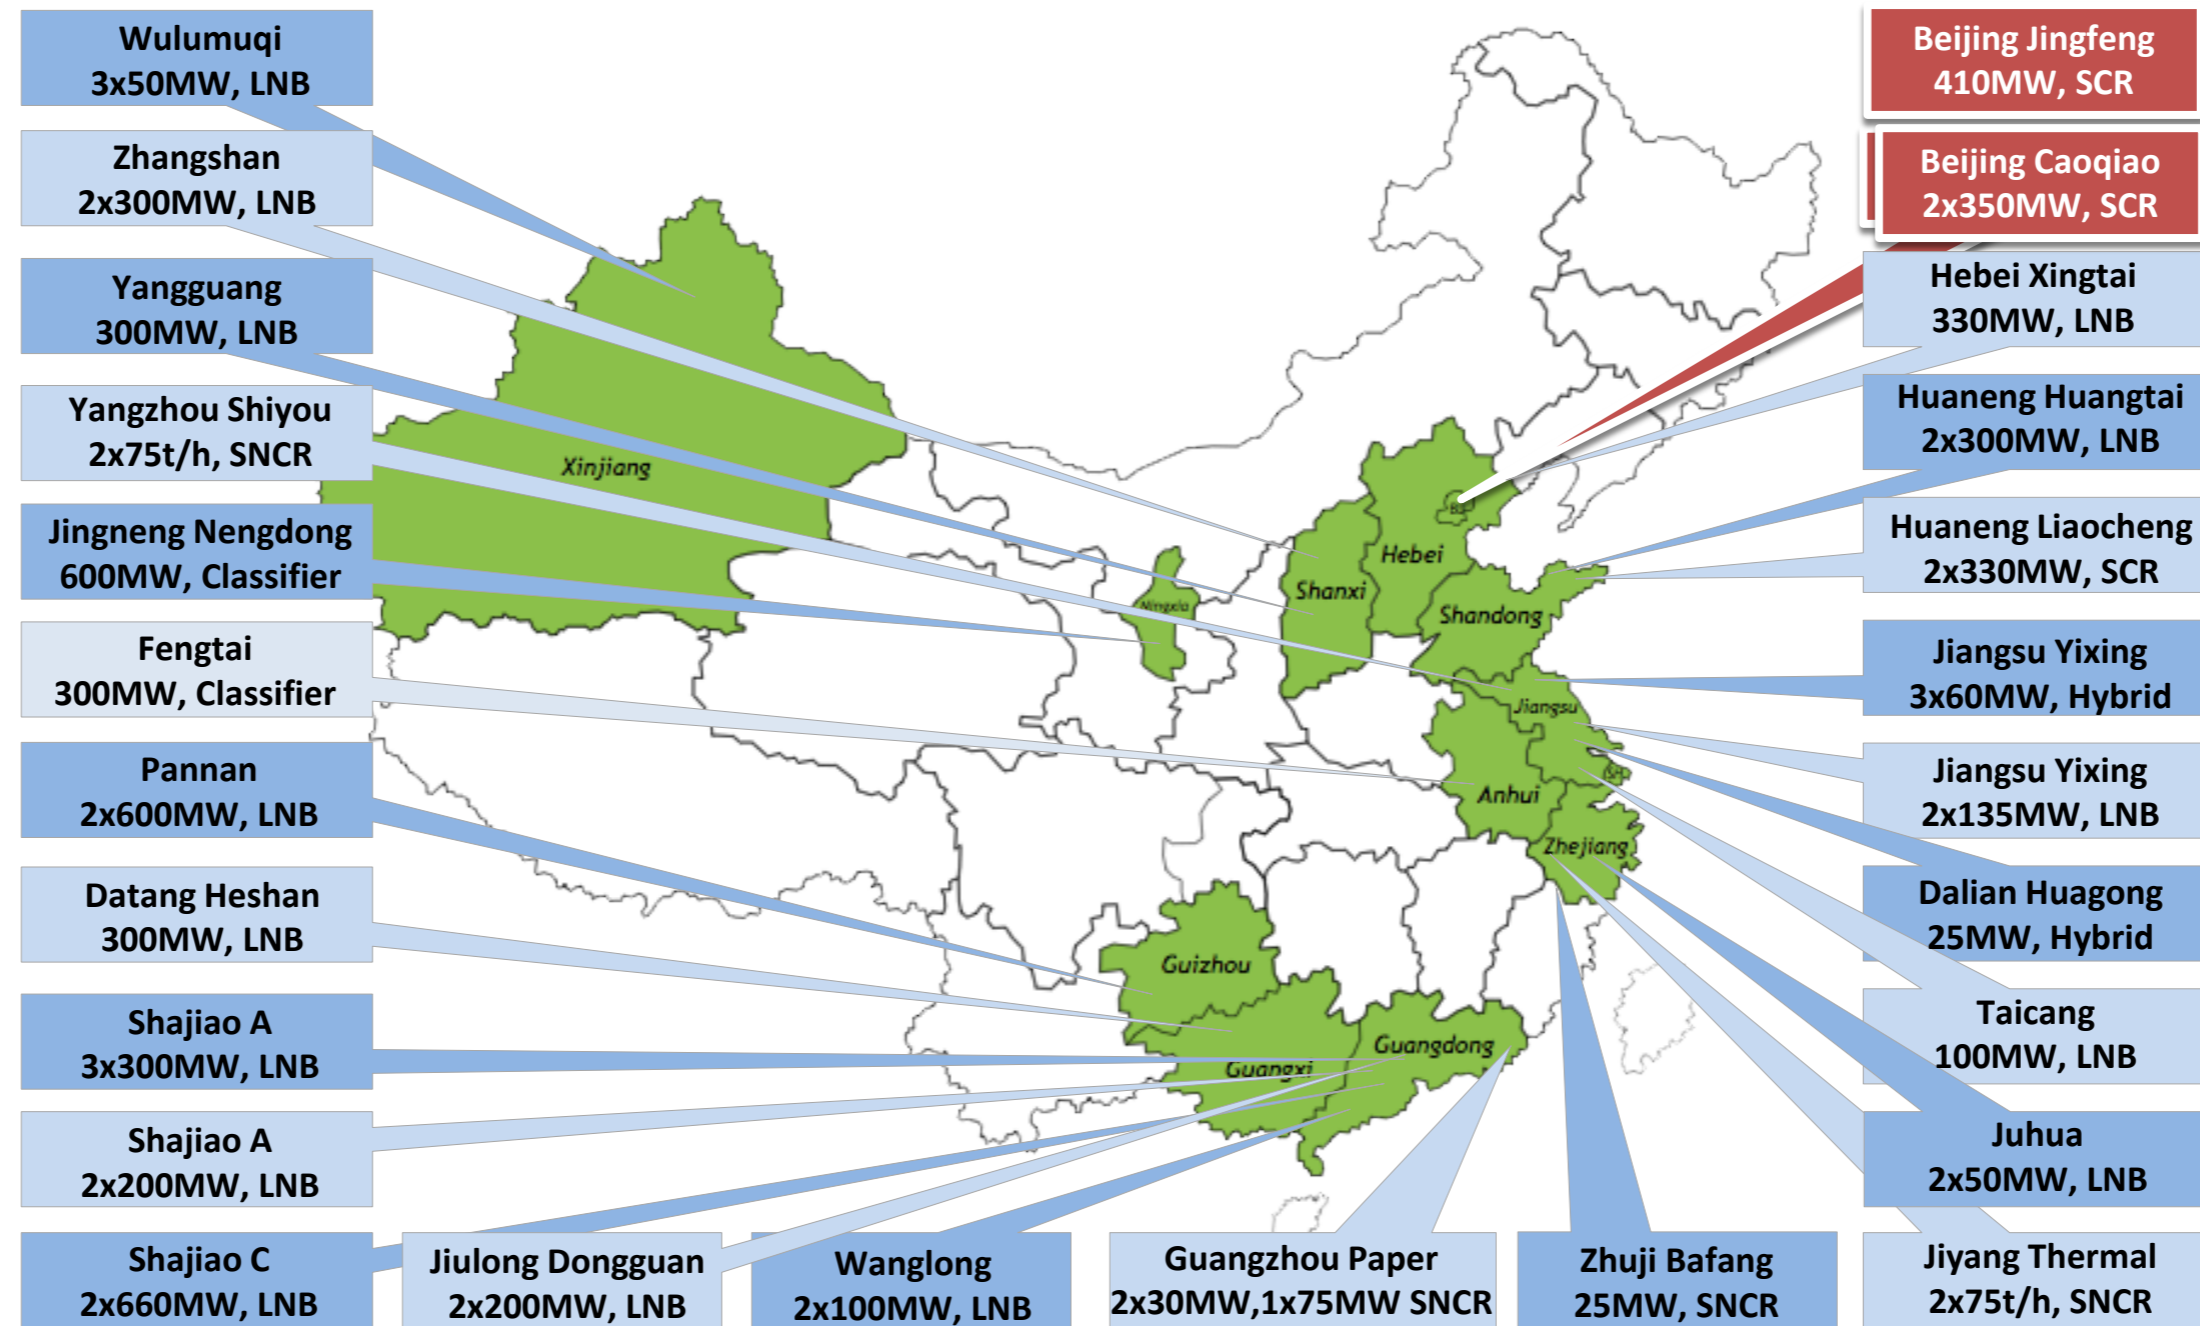 Wulumuqi
3x50MW, LNB
Zhangshan
2x300MW, LNB
Yangguang
300MW, LNB
Yangzhou Shiyou
2x75t/h, SNCR
Jingneng Nengdong
600MW, Classifier
Fengtai
300MW, Classifier
Pannan
2x600MW, LNB
Datang Heshan
300MW, LNB
Shajiao A
3x300MW, LNB
Shajiao A
2x200MW, LNB
Shajiao C
2x660MW, LNB
Jiulong Dongguan
2x200MW, LNB
Wanglong
2x100MW, LNB
Guangzhou Paper
2x30MW,1x75MW SNCR
Zhuji Bafang
25MW, SNCR
Jiyang Thermal
2x75t/h, SNCR
Beijing Jingfeng
410MW, SCR
Beijing Caoqiao
2x350MW, SCR
Hebei Xingtai
330MW, LNB
Huaneng Huangtai
2x300MW, LNB
Huaneng Liaocheng
2x330MW, SCR
Jiangsu Yixing
3x60MW, Hybrid
Jiangsu Yixing
2x135MW, LNB
Dalian Huagong
25MW, Hybrid
Taicang
100MW, LNB
Juhua
2x50MW, LNB
Xinjiang
Ningxia
Shanxi
Hebei
Shandong
Jiangsu
Anhui
Zhejiang
Guizhou
Guangxi
Guangdong